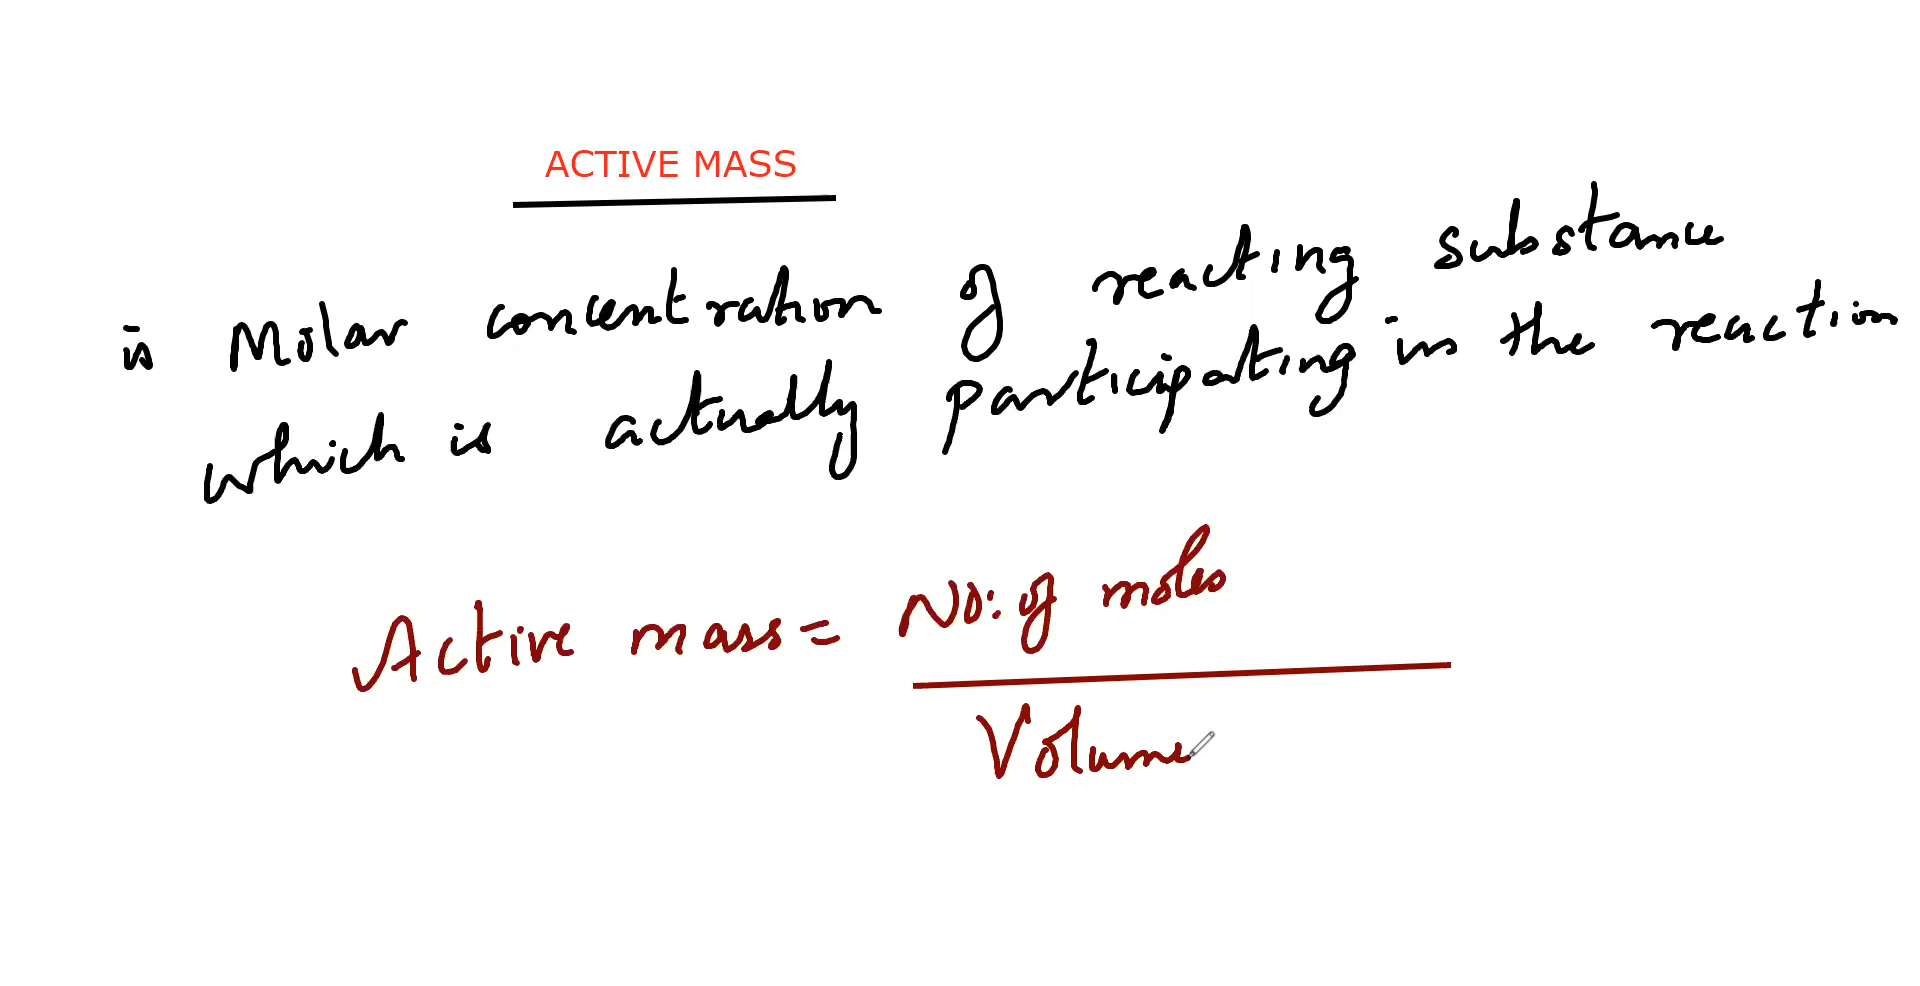 ACTIVE MASS
is Molar concentration of reacting substance
which is actually participating in the reaction
Active mass = No: of moles
Volume